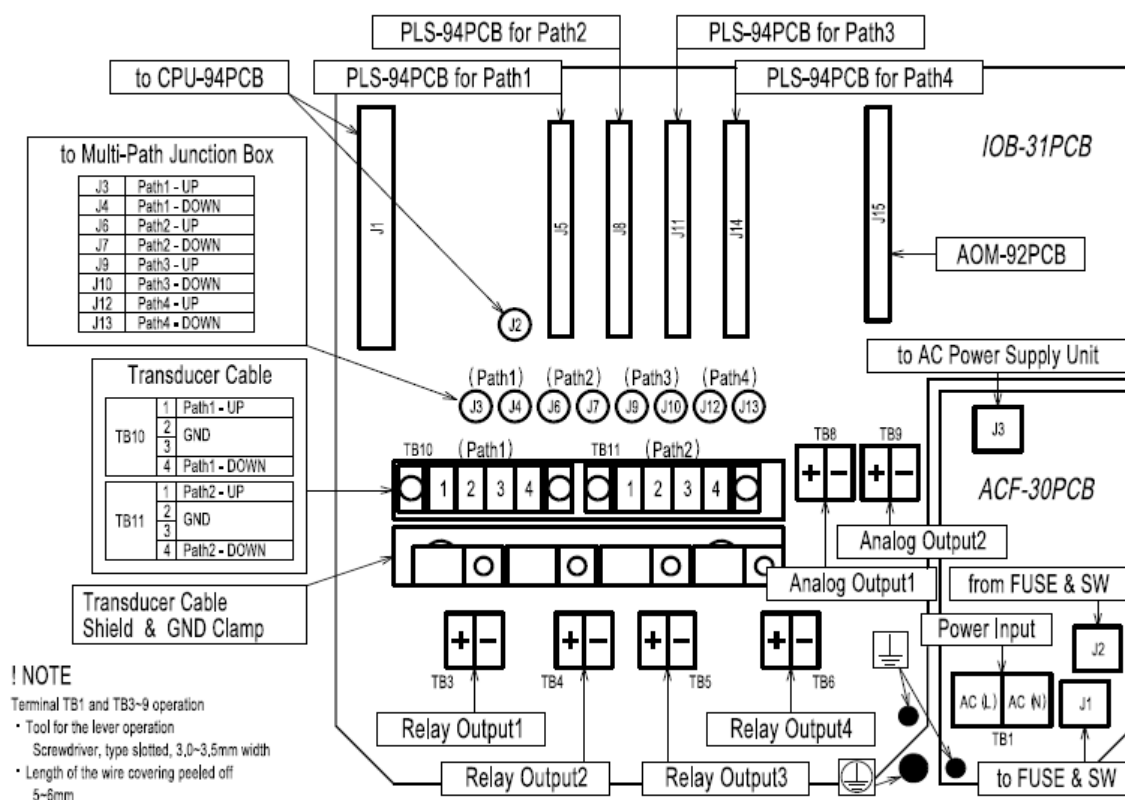 PLS-94PCB for Path2
PLS-94PCB for Path3
to CPU-94PCB
PLS-94PCB for Path1
PLS-94PCB for Path4
IOB-31PCB
to Multi-Path Junction Box
J3 Path1 - UP
J4 Path1 - DOWN
J6 Path2 - UP
J7 Path2 - DOWN
J9 Path3 - UP
J10 Path3 - DOWN
J12 Path4 - UP
J13 Path4 - DOWN
J1
J5
J8
J11
J14
J15
AOM-92PCB
J2
to AC Power Supply Unit
Transducer Cable
TB10
1 Path1 - UP
2 GND
3
4 Path1 - DOWN
TB11
1 Path2 - UP
2 GND
3
4 Path2 - DOWN
(Path1) (Path2) (Path3) (Path4)
J3 J4 J6 J7 J9 J10 J12 J13
J3
TB10 (Path1) TB11 (Path2)
1 2 3 4 1 2 3 4
TB8 TB9
+ - + -
ACF-30PCB
Analog Output2
Analog Output1
from FUSE & SW
Transducer Cable
Shield & GND Clamp
Power Input
+ - + - + - + -
TB3 TB4 TB5 TB6
J2
AC (L) AC (N)
J1
TB1
Relay Output1
Relay Output4
Relay Output2
Relay Output3
to FUSE & SW
! NOTE
Terminal TB1 and TB3~9 operation
・ Tool for the lever operation
Screwdriver, type slotted, 3,0~3,5mm width
・ Length of the wire covering peeled off
5~6mm